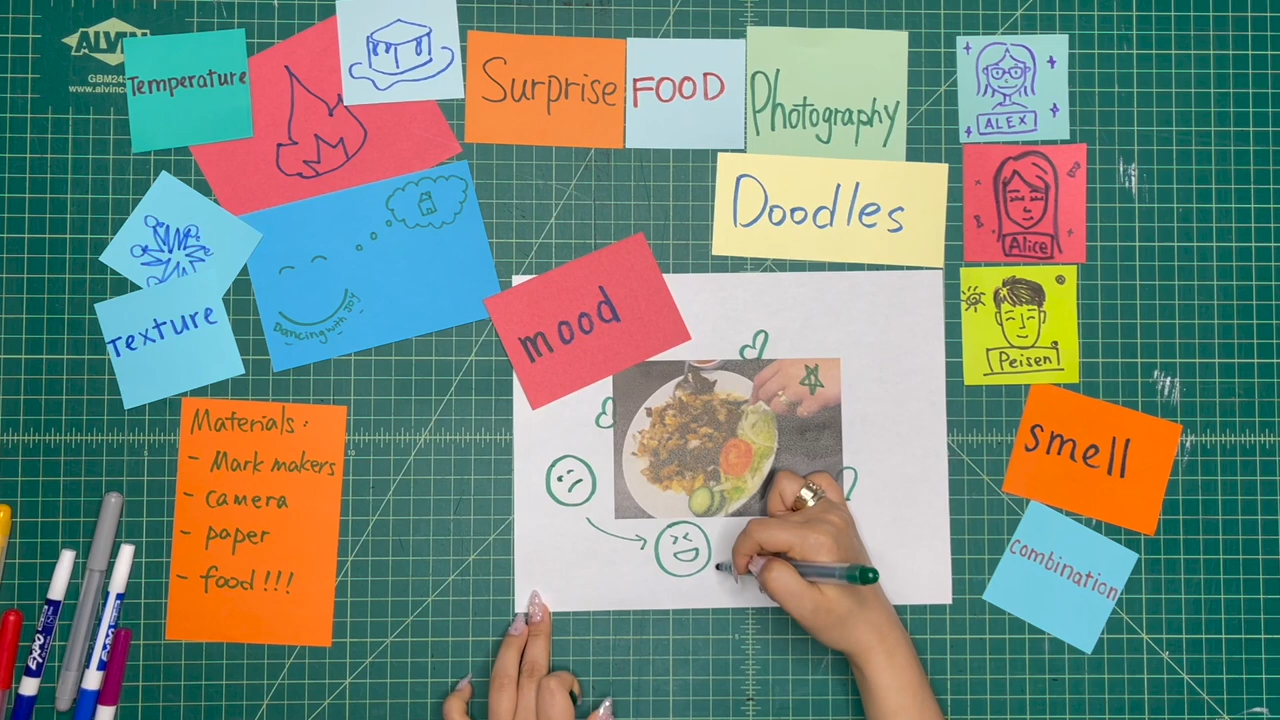 ALVIN
GBM243
www.alvinco
Temperature
Surprise FOOD Photography
Doodles
ALEX
Alice
Peisen
Texture
Dancing with Joy
mood
smell
combination
Materials:
- Mark makers
- camera
- paper
- food!!!
EXPO
EXPO